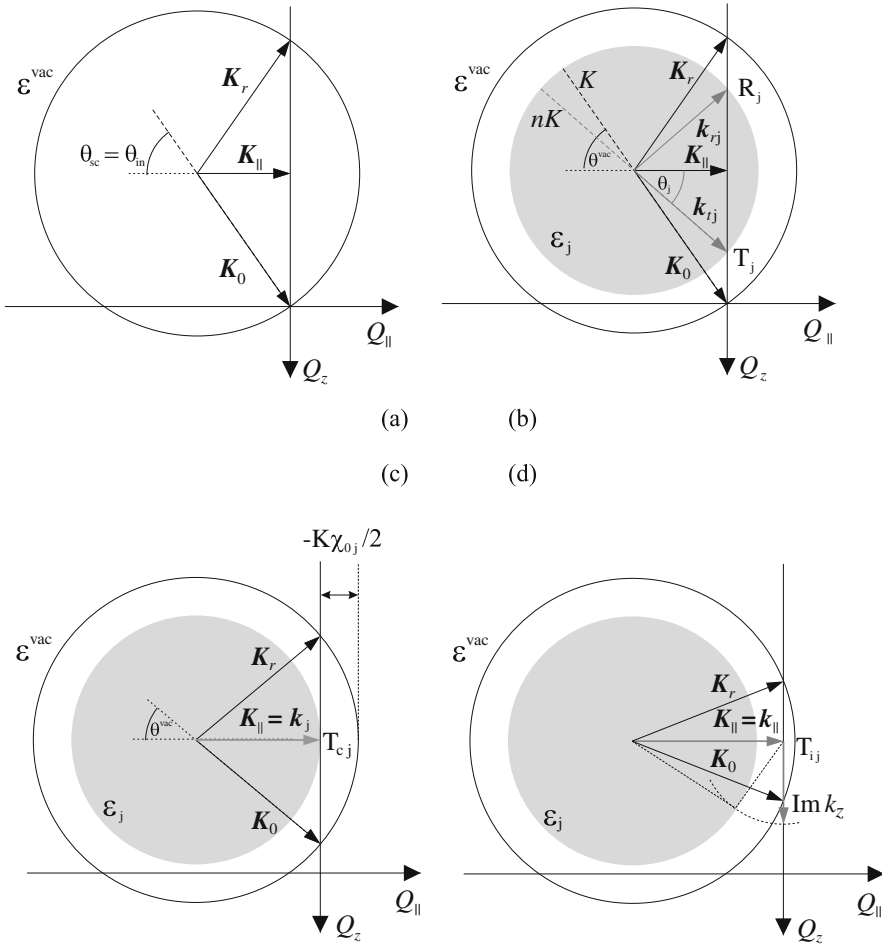 ε^vac
K_r
θ_sc = θ_in
K_∥
K_0
Q_∥
Q_z
(a)
ε^vac
K
K_r
R_j
nK
k_rj
θ^vac
K_∥
θ_j
k_tj
ε_j
K_0
T_j
Q_∥
Q_z
(b)
(c)
-Kχ_0j/2
ε^vac
K_r
θ^vac
K_∥ = k_j
T_cj
ε_j
K_0
Q_∥
Q_z
(d)
ε^vac
K_r
K_∥ = k_∥
T_ij
K_0
ε_j
Im k_z
Q_∥
Q_z